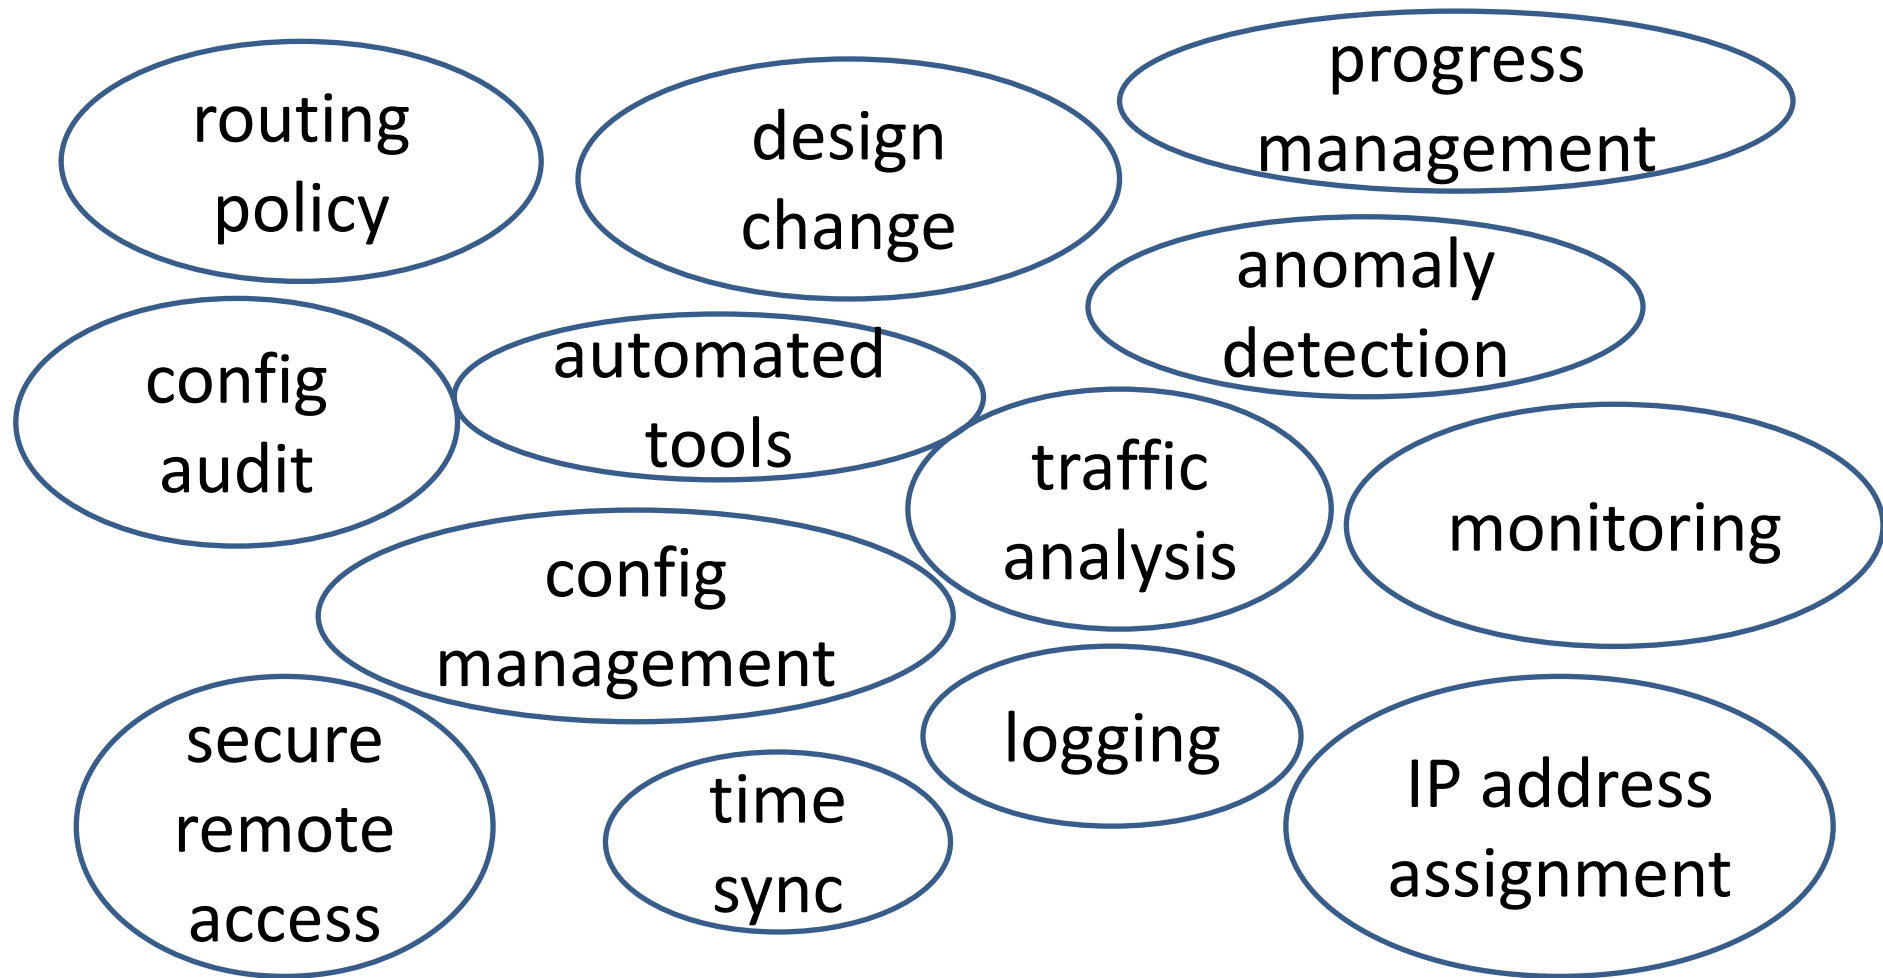 routing
policy
design
change
progress
management
anomaly
detection
config
audit
automated
tools
traffic
analysis
monitoring
config
management
secure
remote
access
time
sync
logging
IP address
assignment